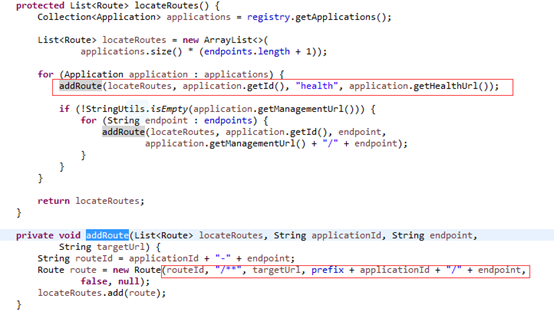 protected List<Route> locateRoutes() {
Collection<Application> applications = registry.getApplications();
List<Route> locateRoutes = new ArrayList<>(
applications.size() * (endpoints.length + 1));
for (Application application : applications) {
addRoute(locateRoutes, application.getId(), "health", application.getHealthUrl());
if (!StringUtils.isEmpty(application.getManagementUrl())) {
for (String endpoint : endpoints) {
addRoute(locateRoutes, application.getId(), endpoint,
application.getManagementUrl() + "/" + endpoint);
}
}
}
return locateRoutes;
}
private void addRoute(List<Route> locateRoutes, String applicationId, String endpoint,
String targetUrl) {
String routeId = applicationId + "-" + endpoint;
Route route = new Route(routeId, "/**", targetUrl, prefix + applicationId + "/" + endpoint,
false, null);
locateRoutes.add(route);
}